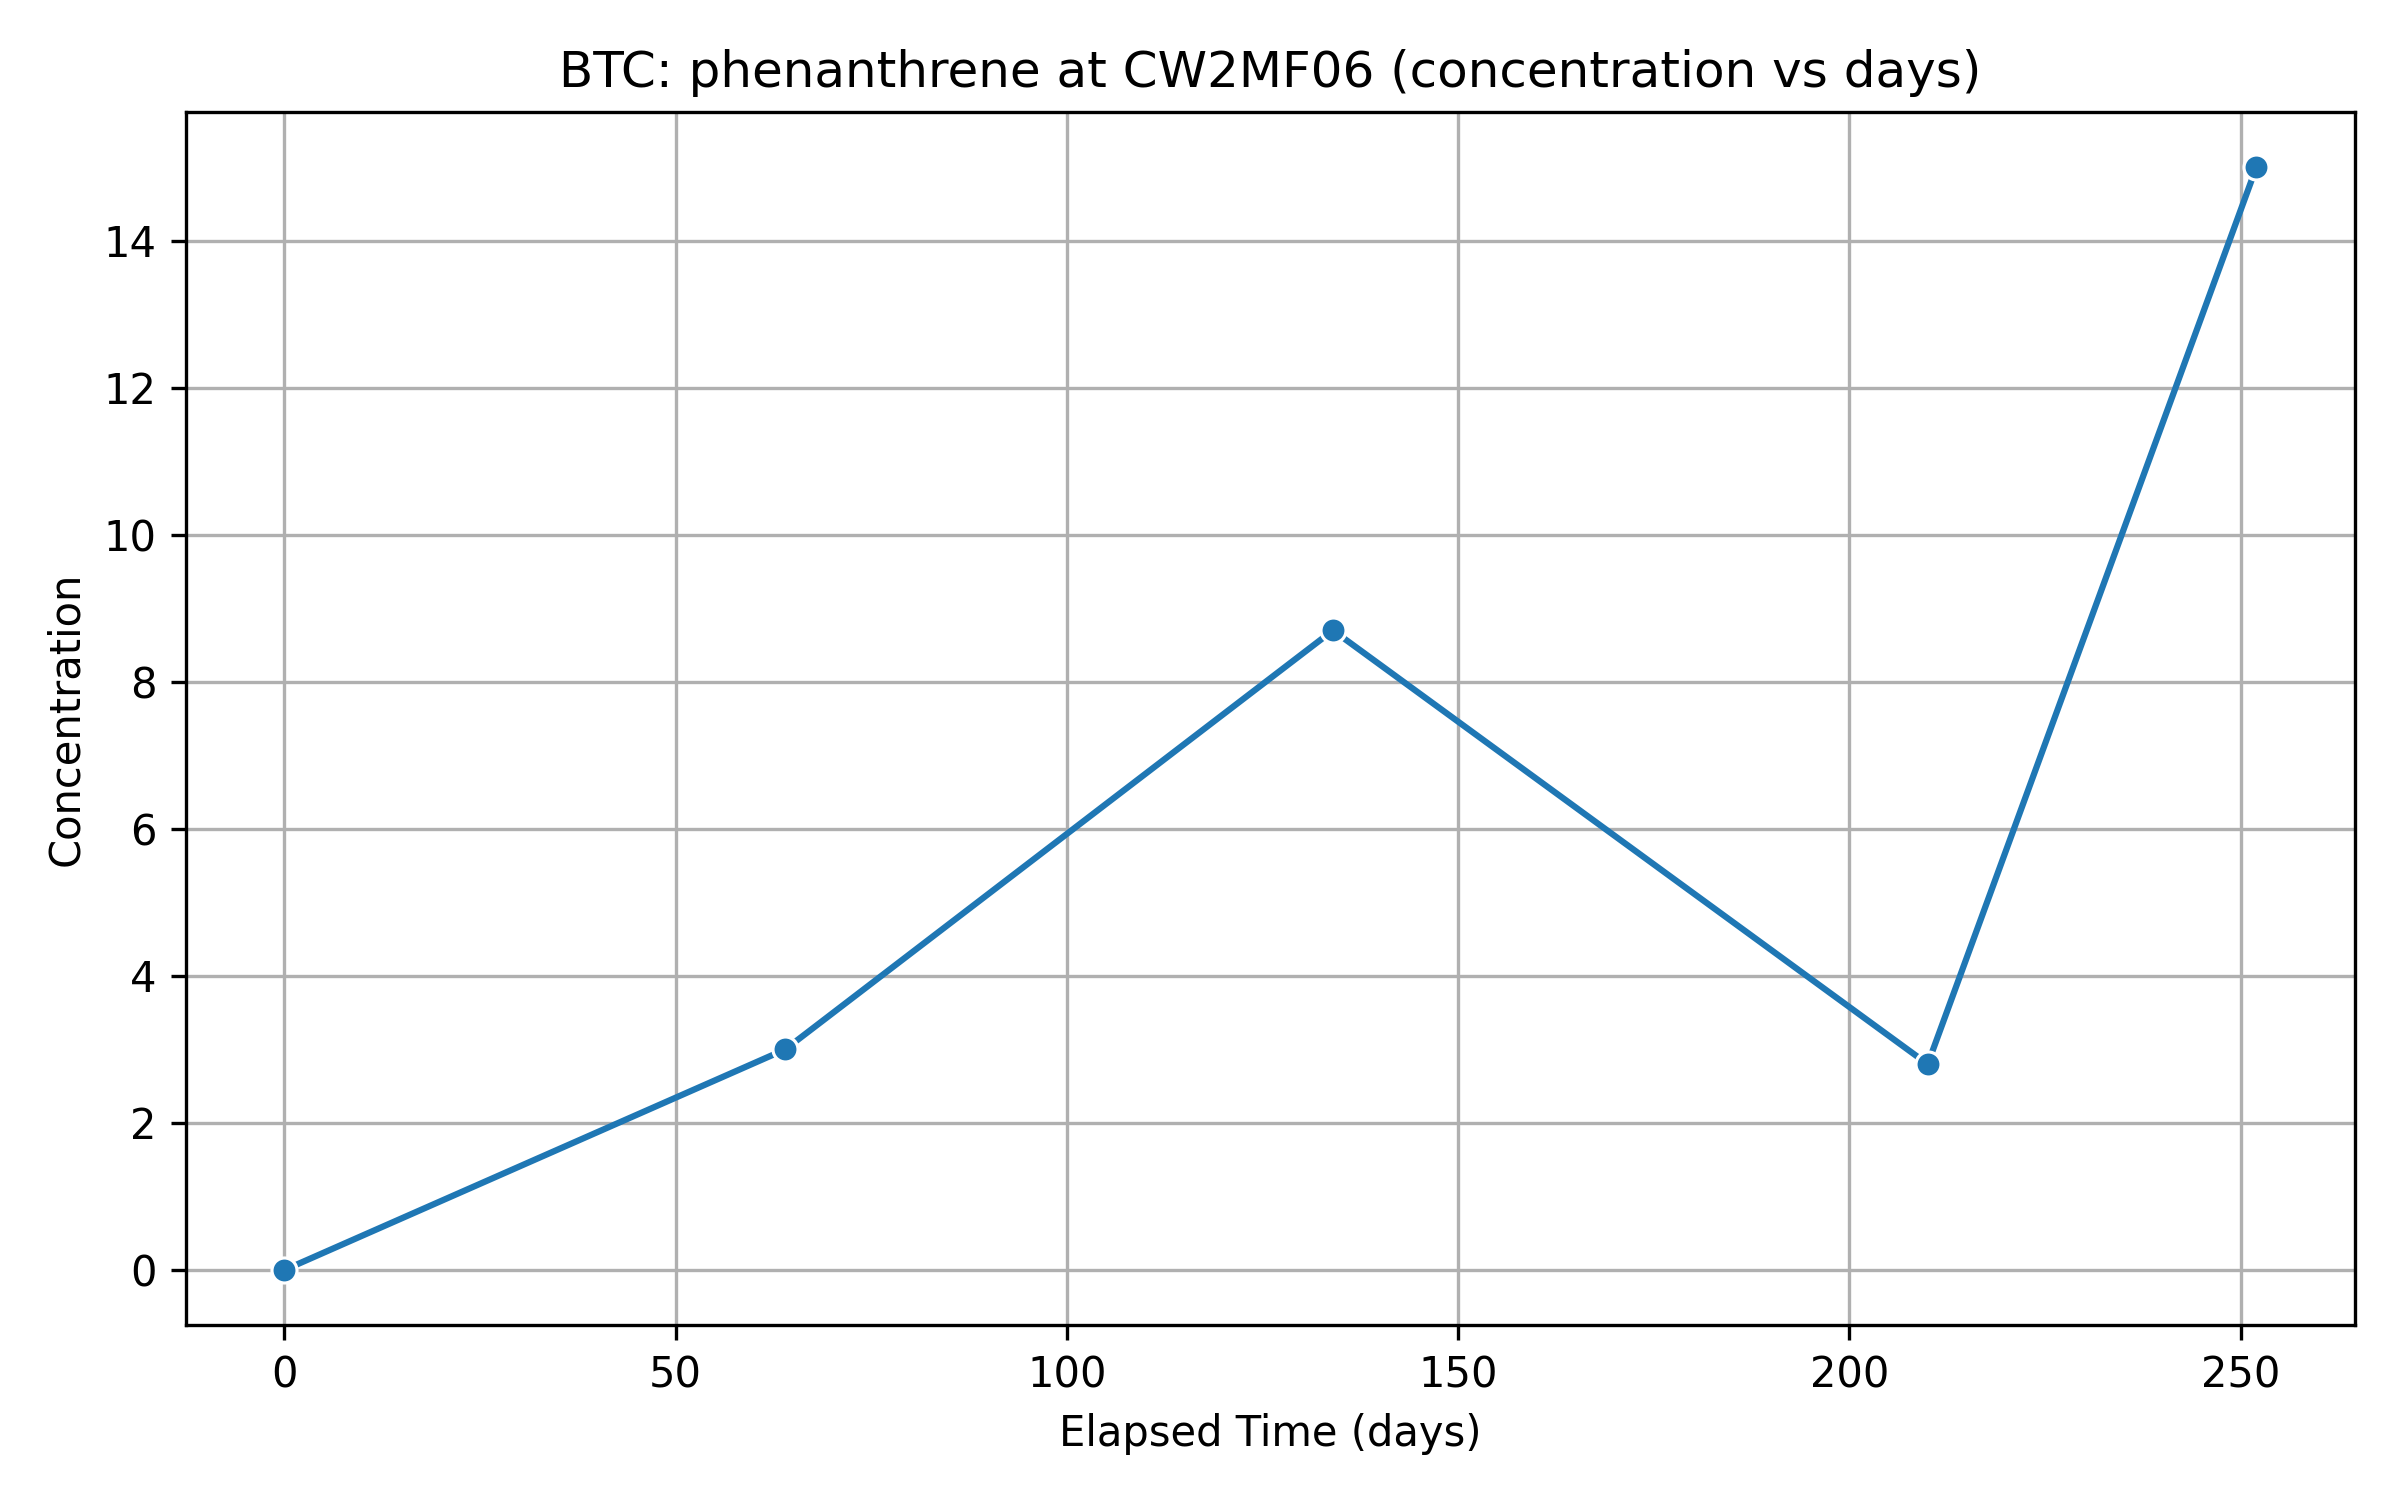 BTC: phenanthrene at CW2MF06 (concentration vs days)
14
12
10
8
6
4
2
0
Concentration
0 50 100 150 200 250
Elapsed Time (days)